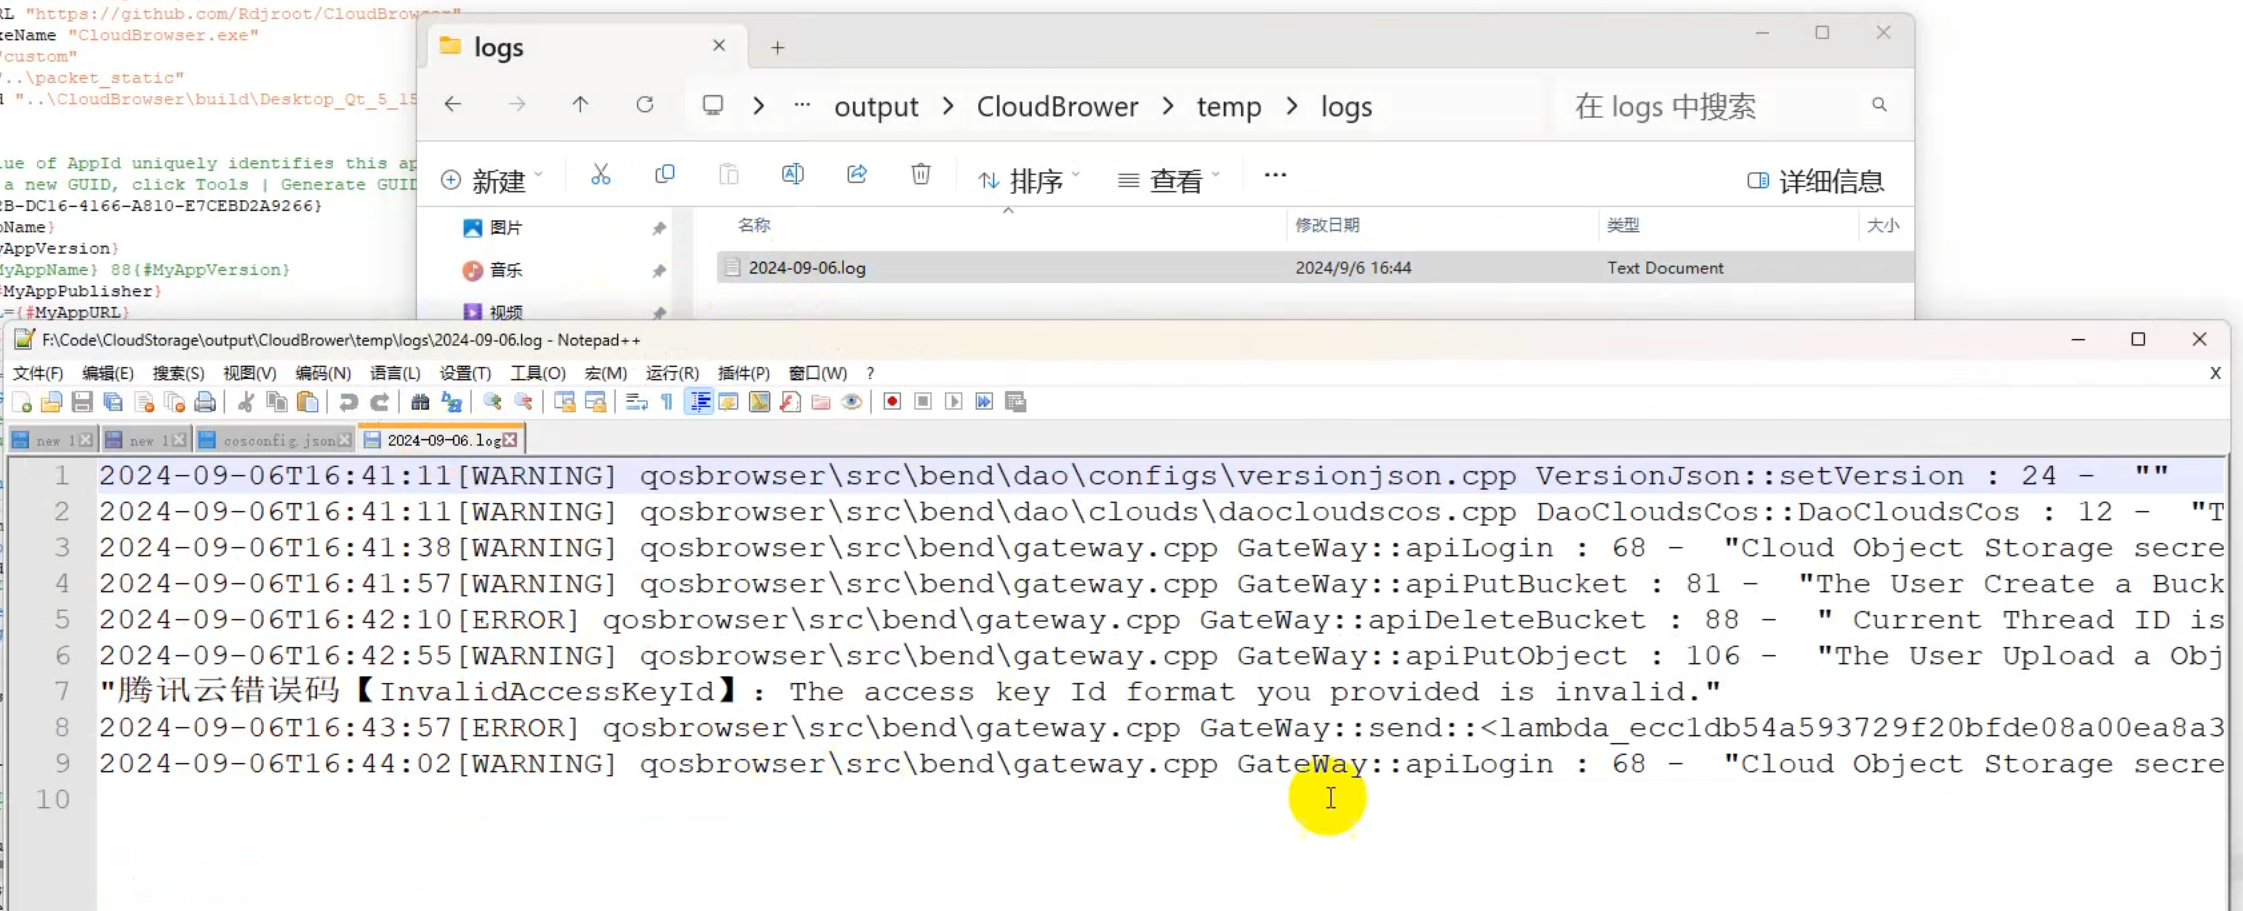 RL "https://github.com/Rdjroot/CloudBrowser"
xeName "CloudBrowser.exe"
"custom"
"..\packet_static"
d "..\CloudBrowser\build\Desktop_Qt_5_15
lue of AppId uniquely identifies this ap
a new GUID, click Tools | Generate GUID
2B-DC16-4166-A810-E7CEBD2A9266}
pName}
yAppVersion}
MyAppName} 88{#MyAppVersion}
#MyAppPublisher}
L={#MyAppURL}
logs
output > CloudBrower > temp > logs
在 logs 中搜索
新建 排序 查看 ... 详细信息
名称 修改日期 类型 大小
图片
音乐
视频
2024-09-06.log 2024/9/6 16:44 Text Document
F:\Code\CloudStorage\output\CloudBrower\temp\logs\2024-09-06.log - Notepad++
文件(F) 编辑(E) 搜索(S) 视图(V) 编码(N) 语言(L) 设置(T) 工具(O) 宏(M) 运行(R) 插件(P) 窗口(W) ? X
new 1 new 1 cosconfig.json 2024-09-06.log
1 2024-09-06T16:41:11[WARNING] qosbrowser\src\bend\dao\configs\versionjson.cpp VersionJson::setVersion : 24 - ""
2 2024-09-06T16:41:11[WARNING] qosbrowser\src\bend\dao\clouds\daocloudscos.cpp DaoCloudsCos::DaoCloudsCos : 12 - "T
3 2024-09-06T16:41:38[WARNING] qosbrowser\src\bend\gateway.cpp GateWay::apiLogin : 68 - "Cloud Object Storage secre
4 2024-09-06T16:41:57[WARNING] qosbrowser\src\bend\gateway.cpp GateWay::apiPutBucket : 81 - "The User Create a Buck
5 2024-09-06T16:42:10[ERROR] qosbrowser\src\bend\gateway.cpp GateWay::apiDeleteBucket : 88 - " Current Thread ID is
6 2024-09-06T16:42:55[WARNING] qosbrowser\src\bend\gateway.cpp GateWay::apiPutObject : 106 - "The User Upload a Obj
7 "腾讯云错误码【InvalidAccessKeyId】: The access key Id format you provided is invalid."
8 2024-09-06T16:43:57[ERROR] qosbrowser\src\bend\gateway.cpp GateWay::send::<lambda_ecc1db54a593729f20bfde08a00ea8a3
9 2024-09-06T16:44:02[WARNING] qosbrowser\src\bend\gateway.cpp GateWay::apiLogin : 68 - "Cloud Object Storage secre
10